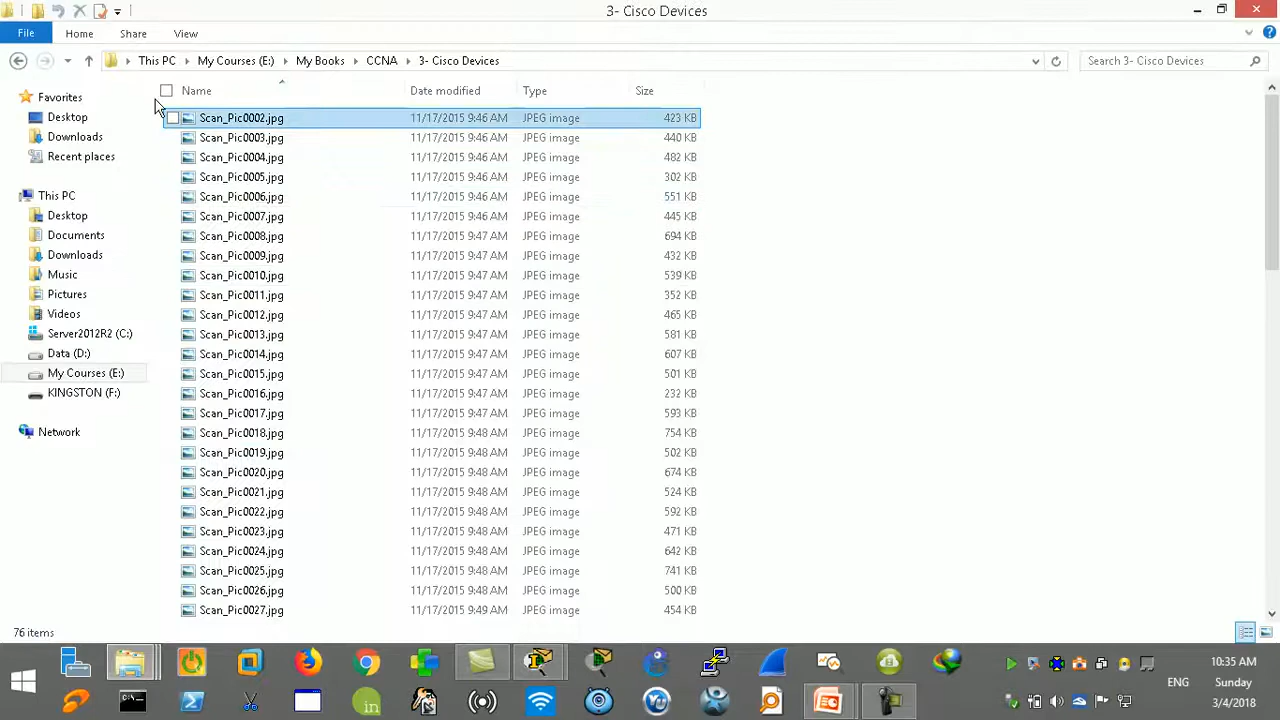 3- Cisco Devices
File Home Share View
This PC My Courses (E:) My Books CCNA 3- Cisco Devices Search 3- Cisco Devices
Name Date modified Type Size
Favorites
Desktop
Downloads
Recent places
This PC
Desktop
Documents
Downloads
Music
Pictures
Videos
Server2012R2 (C:)
Data (D:)
My Courses (E:)
KINGSTON (F:)
Network
Scan_Pic0002.jpg 11/17/2015 9:46 AM JPEG image 423 KB
Scan_Pic0003.jpg 11/17/2015 9:46 AM JPEG image 440 KB
Scan_Pic0004.jpg 11/17/2015 9:46 AM JPEG image 482 KB
Scan_Pic0005.jpg 11/17/2015 9:46 AM JPEG image 302 KB
Scan_Pic0006.jpg 11/17/2015 9:46 AM JPEG image 551 KB
Scan_Pic0007.jpg 11/17/2015 9:46 AM JPEG image 445 KB
Scan_Pic0008.jpg 11/17/2015 9:47 AM JPEG image 694 KB
Scan_Pic0009.jpg 11/17/2015 9:47 AM JPEG image 432 KB
Scan_Pic0010.jpg 11/17/2015 9:47 AM JPEG image 539 KB
Scan_Pic0011.jpg 11/17/2015 9:47 AM JPEG image 352 KB
Scan_Pic0012.jpg 11/17/2015 9:47 AM JPEG image 465 KB
Scan_Pic0013.jpg 11/17/2015 9:47 AM JPEG image 581 KB
Scan_Pic0014.jpg 11/17/2015 9:47 AM JPEG image 607 KB
Scan_Pic0015.jpg 11/17/2015 9:47 AM JPEG image 501 KB
Scan_Pic0016.jpg 11/17/2015 9:47 AM JPEG image 232 KB
Scan_Pic0017.jpg 11/17/2015 9:47 AM JPEG image 593 KB
Scan_Pic0018.jpg 11/17/2015 9:48 AM JPEG image 754 KB
Scan_Pic0019.jpg 11/17/2015 9:48 AM JPEG image 502 KB
Scan_Pic0020.jpg 11/17/2015 9:48 AM JPEG image 674 KB
Scan_Pic0021.jpg 11/17/2015 9:48 AM JPEG image 524 KB
Scan_Pic0022.jpg 11/17/2015 9:48 AM JPEG image 592 KB
Scan_Pic0023.jpg 11/17/2015 9:48 AM JPEG image 471 KB
Scan_Pic0024.jpg 11/17/2015 9:48 AM JPEG image 642 KB
Scan_Pic0025.jpg 11/17/2015 9:48 AM JPEG image 741 KB
Scan_Pic0026.jpg 11/17/2015 9:48 AM JPEG image 500 KB
Scan_Pic0027.jpg 11/17/2015 9:49 AM JPEG image 454 KB
76 items
10:35 AM
ENG Sunday
3/4/2018